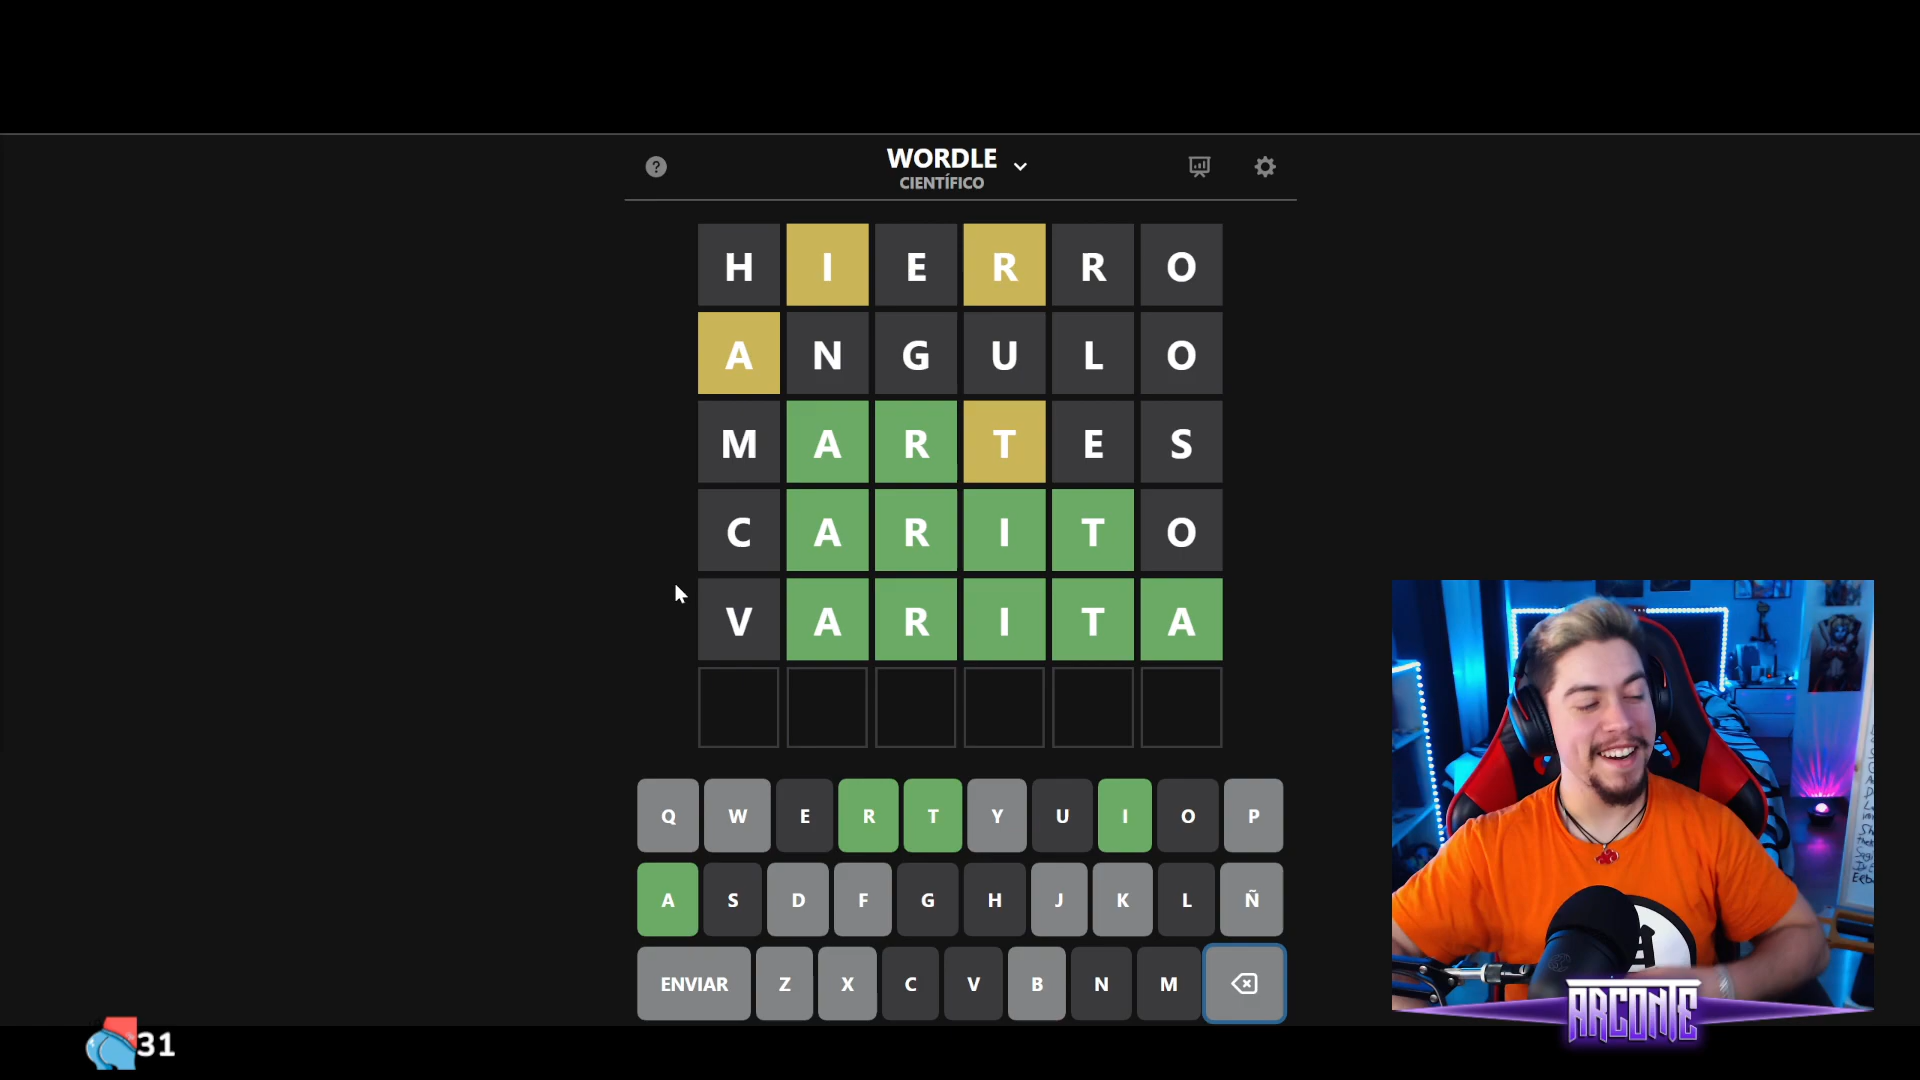 WORDLE
CIENTÍFICO
?
H I E R R O
A N G U L O
M A R T E S
C A R I T O
V A R I T A
Q W E R T Y U I O P
A S D F G H J K L Ñ
ENVIAR Z X C V B N M
ARCONTE
31